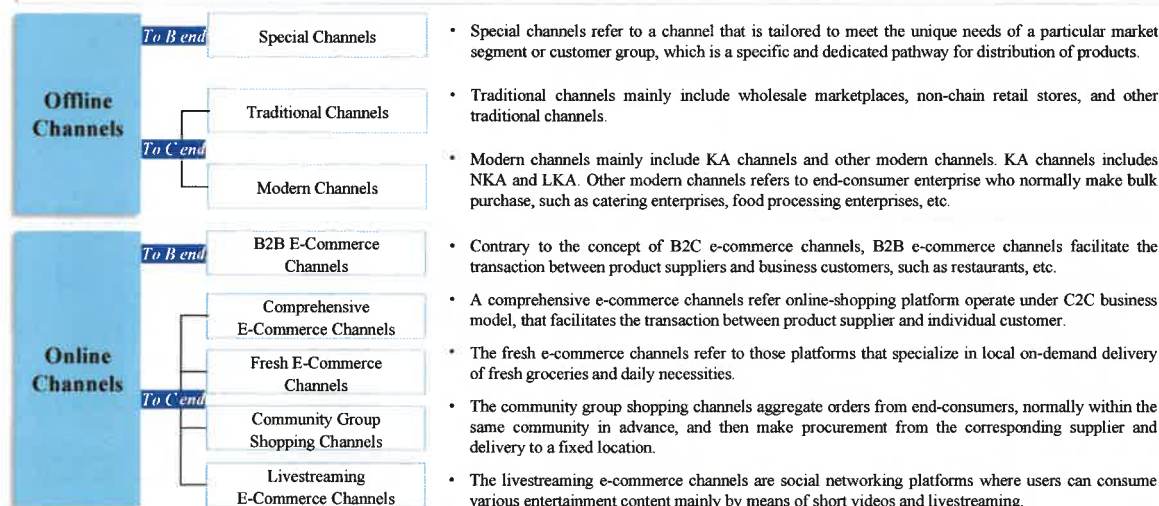 Offline
Channels
To B end
Special Channels
• Special channels refer to a channel that is tailored to meet the unique needs of a particular market
segment or customer group, which is a specific and dedicated pathway for distribution of products.
To C end
Traditional Channels
• Traditional channels mainly include wholesale marketplaces, non-chain retail stores, and other
traditional channels.
Modern Channels
• Modern channels mainly include KA channels and other modern channels. KA channels includes
NKA and LKA. Other modern channels refers to end-consumer enterprise who normally make bulk
purchase, such as catering enterprises, food processing enterprises, etc.
Online
Channels
To B end
B2B E-Commerce
Channels
• Contrary to the concept of B2C e-commerce channels, B2B e-commerce channels facilitate the
transaction between product suppliers and business customers, such as restaurants, etc.
To C end
Comprehensive
E-Commerce Channels
• A comprehensive e-commerce channels refer online-shopping platform operate under C2C business
model, that facilitates the transaction between product supplier and individual customer.
Fresh E-Commerce
Channels
• The fresh e-commerce channels refer to those platforms that specialize in local on-demand delivery
of fresh groceries and daily necessities.
Community Group
Shopping Channels
• The community group shopping channels aggregate orders from end-consumers, normally within the
same community in advance, and then make procurement from the corresponding supplier and
delivery to a fixed location.
Livestreaming
E-Commerce Channels
• The livestreaming e-commerce channels are social networking platforms where users can consume
various entertainment content mainly by means of short videos and livestreaming.